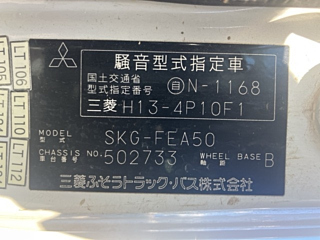 騒音型式指定車
国土交通省 型式指定番号 自 N-1168
三菱 H13-4P10F1
MODEL 型式 SKG-FEA50
CHASSIS NO. 車台 502733 WHEEL BASE 軸距 B
三菱ふそうトラック・バス株式会社
LT 106
LT 110
LT 112